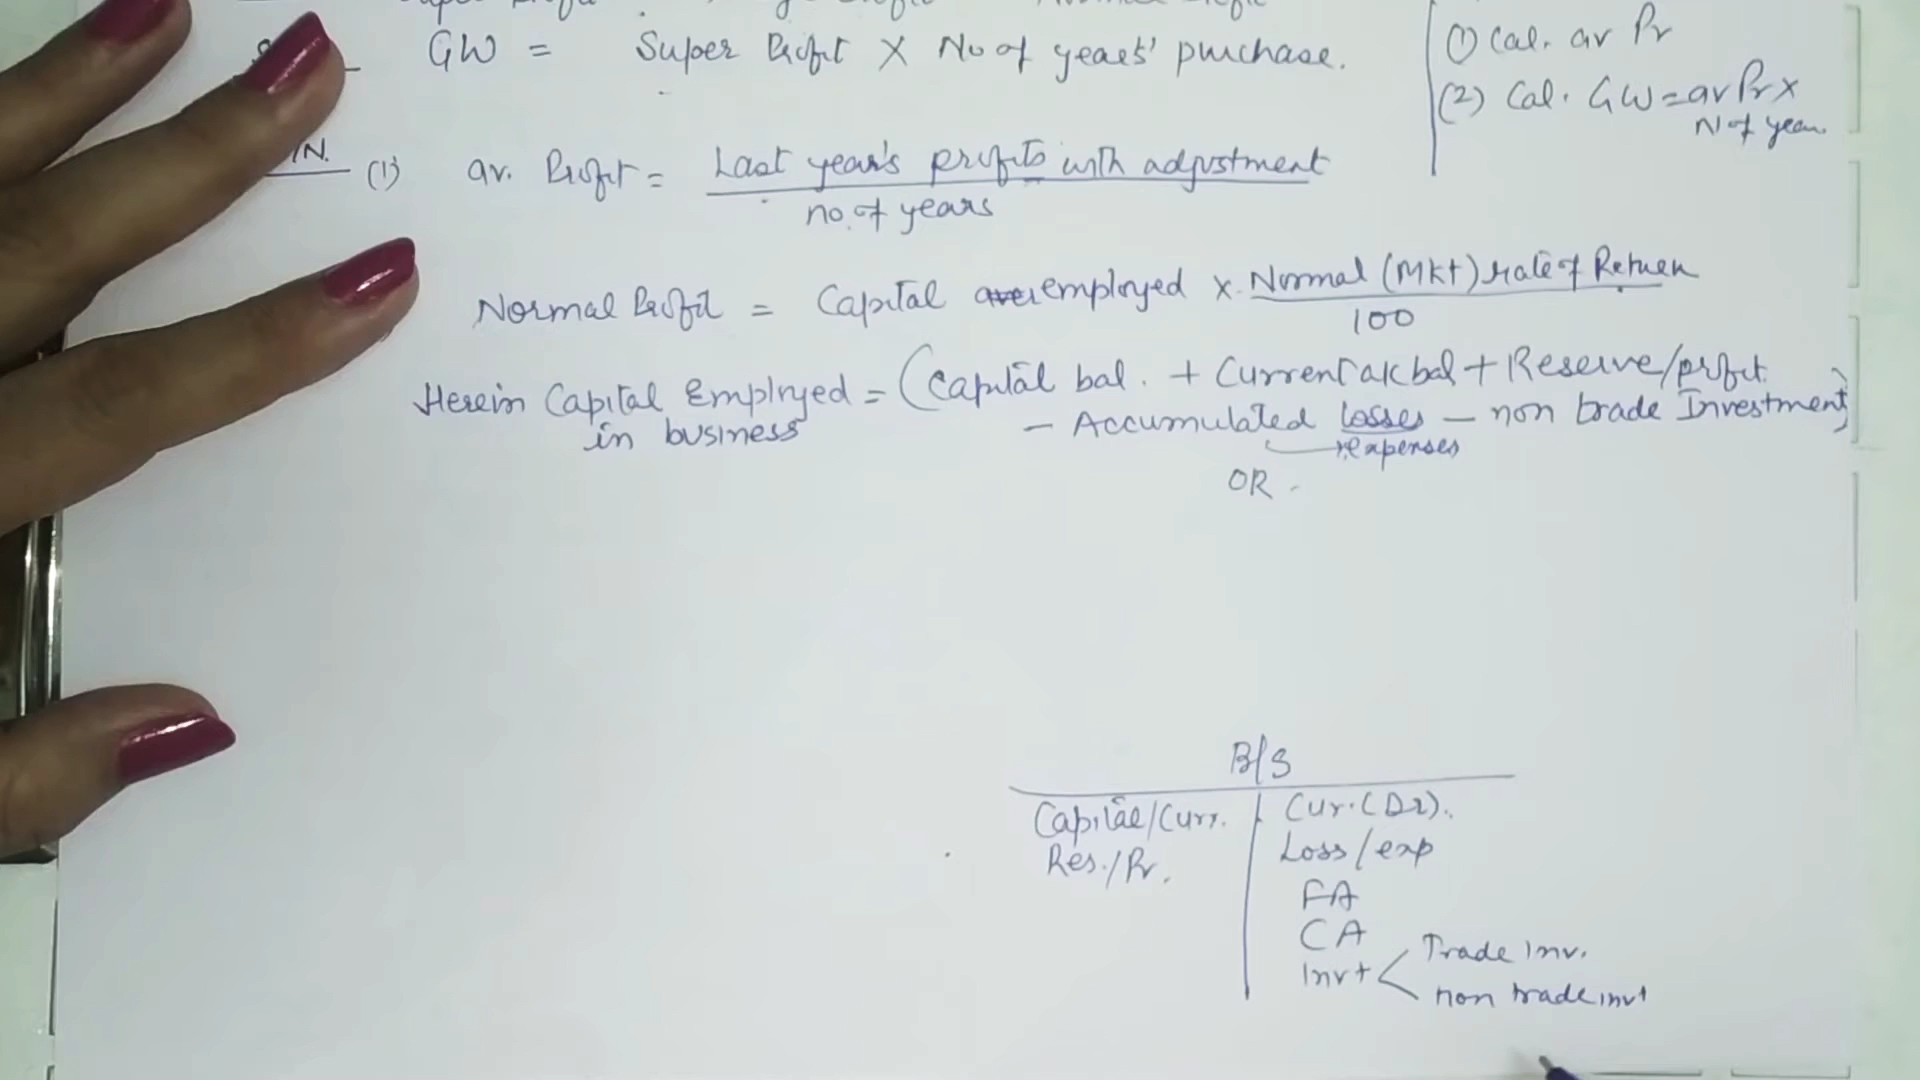 GW = Super Profit X No of years' purchase.
(1) Cal. av Pr
(2) Cal. GW = av Pr x
N of year
(1) av. Profit = Last year's profits with adjustment
no. of years
Normal Profit = Capital employed x Normal (Mkt) rate of Return
100
Herein Capital Employed = (Capital bal. + Current a/c bal + Reserve/profit
in business
- Accumulated losses - non trade Investment)
expenses
OR
B/S
Capital/Curr. Cur. (Dr).
Res./Pr. Loss/exp
FA
CA
Trade Inv.
Invt
non trade invt